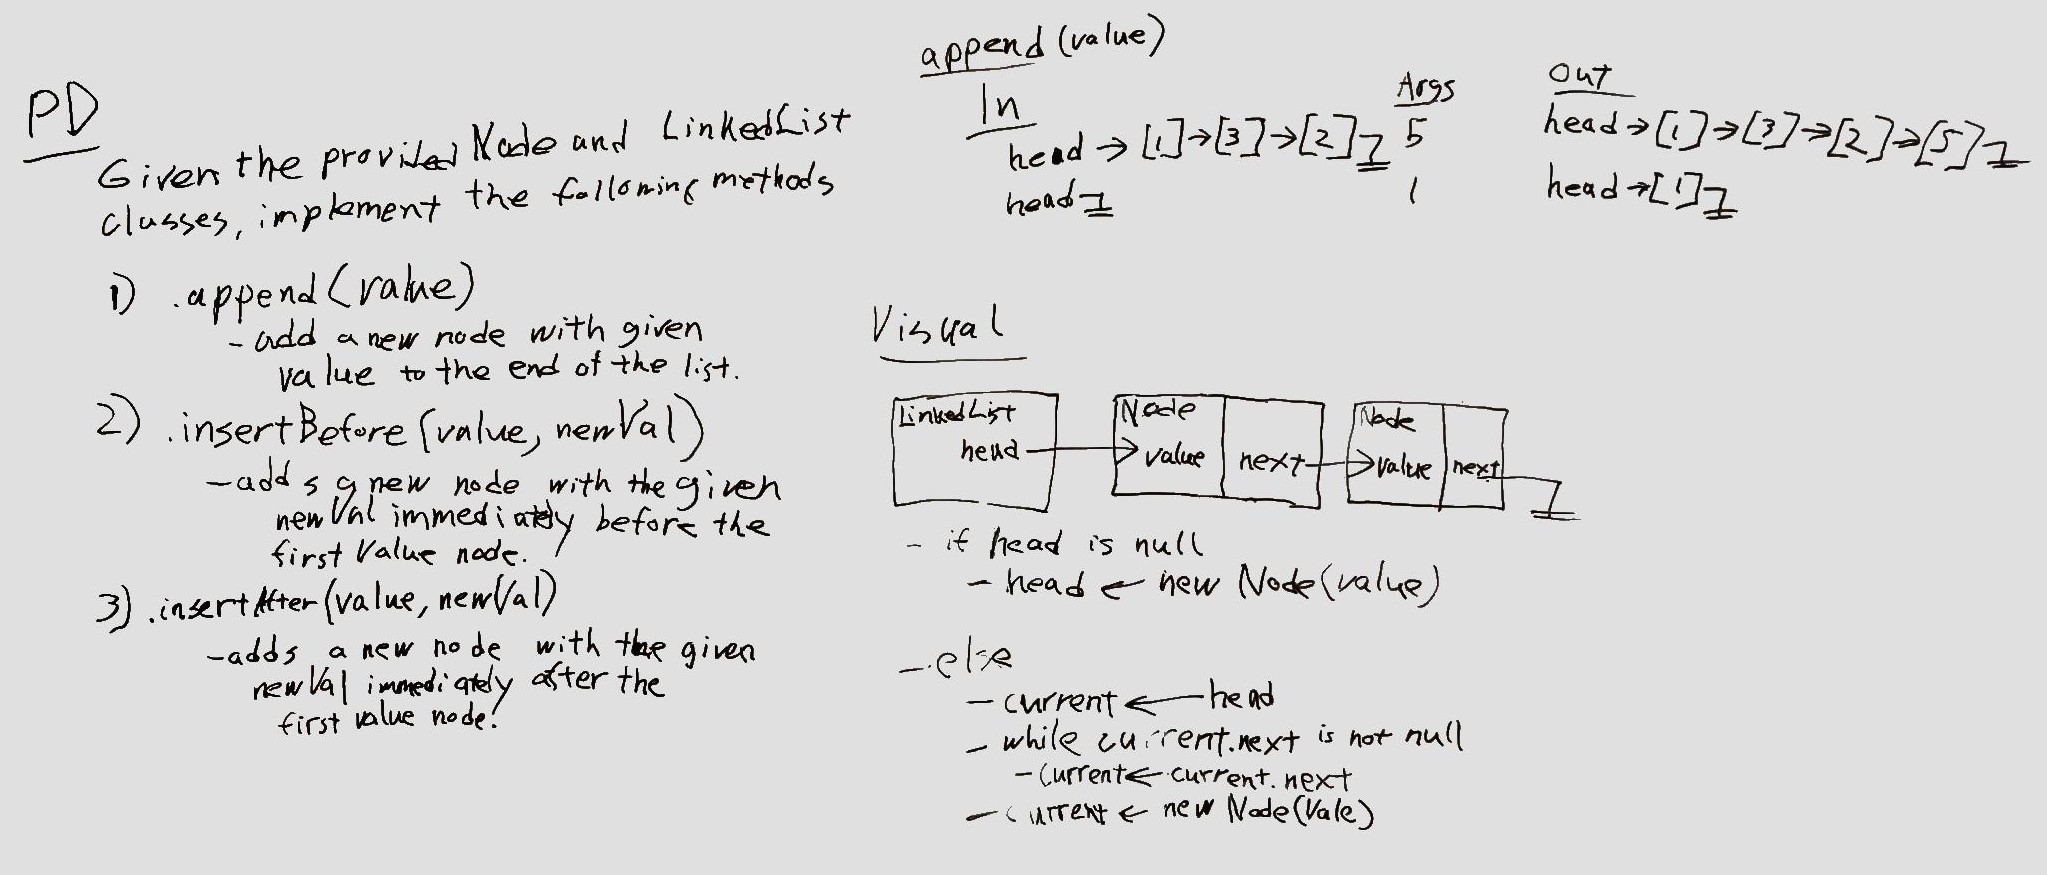 PD
Given the provided Node and LinkedList
classes, implement the following methods
1) .append(value)
- add a new node with given
value to the end of the list.
2) .insertBefore(value, newVal)
- adds a new node with the given
newVal immediately before the
first Value node.
3) .insertAfter(value, newVal)
- adds a new node with the given
newVal immediately after the
first value node.
append(value)
In Args Out
head → [1] → [3] → [2] 5 head → [1] → [3] → [2] → [5]
head 1 head → [1]
Visual
LinkedList Node Node
head value next value next
- if head is null
- head ← new Node(value)
- else
- current ← head
- while current.next is not null
- current ← current.next
- current ← new Node(Vale)